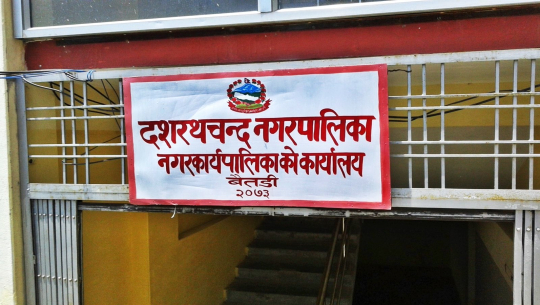 दशरथचन्द नगरपालिका
नगरकार्यपालिकाको कार्यालय
बैतडी
२०७३